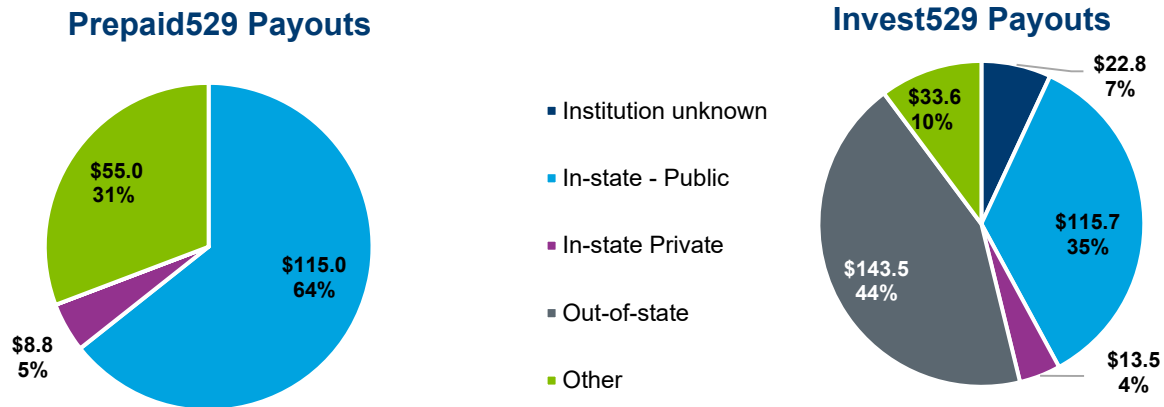 Prepaid529 Payouts
$55.0
31%
$115.0
64%
$8.8
5%
Institution unknown
In-state - Public
In-state Private
Out-of-state
Other
Invest529 Payouts
$22.8
7%
$33.6
10%
$115.7
35%
$143.5
44%
$13.5
4%